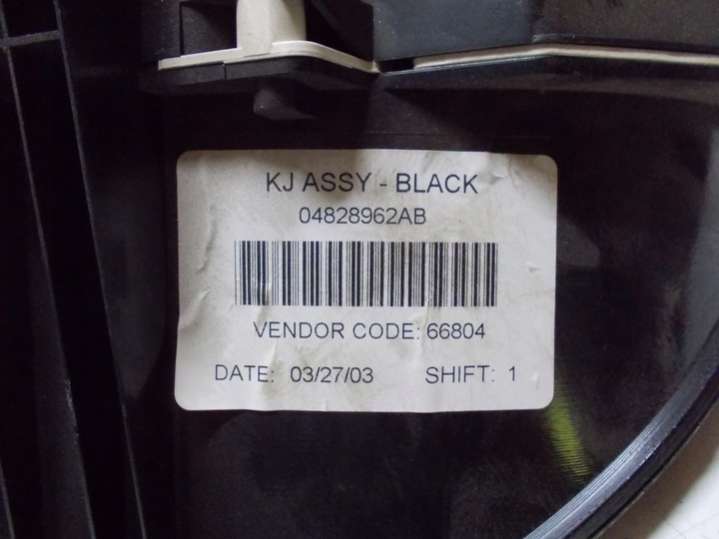 KJ ASSY - BLACK
04828962AB
VENDOR CODE: 66804
DATE: 03/27/03 SHIFT: 1